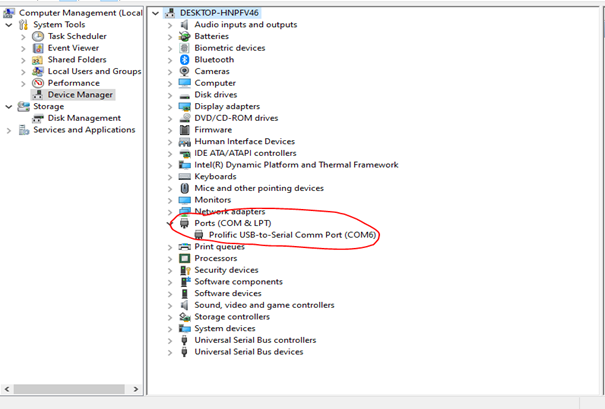 Computer Management (Local
System Tools
Task Scheduler
Event Viewer
Shared Folders
Local Users and Groups
Performance
Device Manager
Storage
Disk Management
Services and Applications
DESKTOP-HNPFV46
Audio inputs and outputs
Batteries
Biometric devices
Bluetooth
Cameras
Computer
Disk drives
Display adapters
DVD/CD-ROM drives
Firmware
Human Interface Devices
IDE ATA/ATAPI controllers
Intel(R) Dynamic Platform and Thermal Framework
Keyboards
Mice and other pointing devices
Monitors
Network adapters
Ports (COM & LPT)
Prolific USB-to-Serial Comm Port (COM6)
Print queues
Processors
Security devices
Software components
Software devices
Sound, video and game controllers
Storage controllers
System devices
Universal Serial Bus controllers
Universal Serial Bus devices